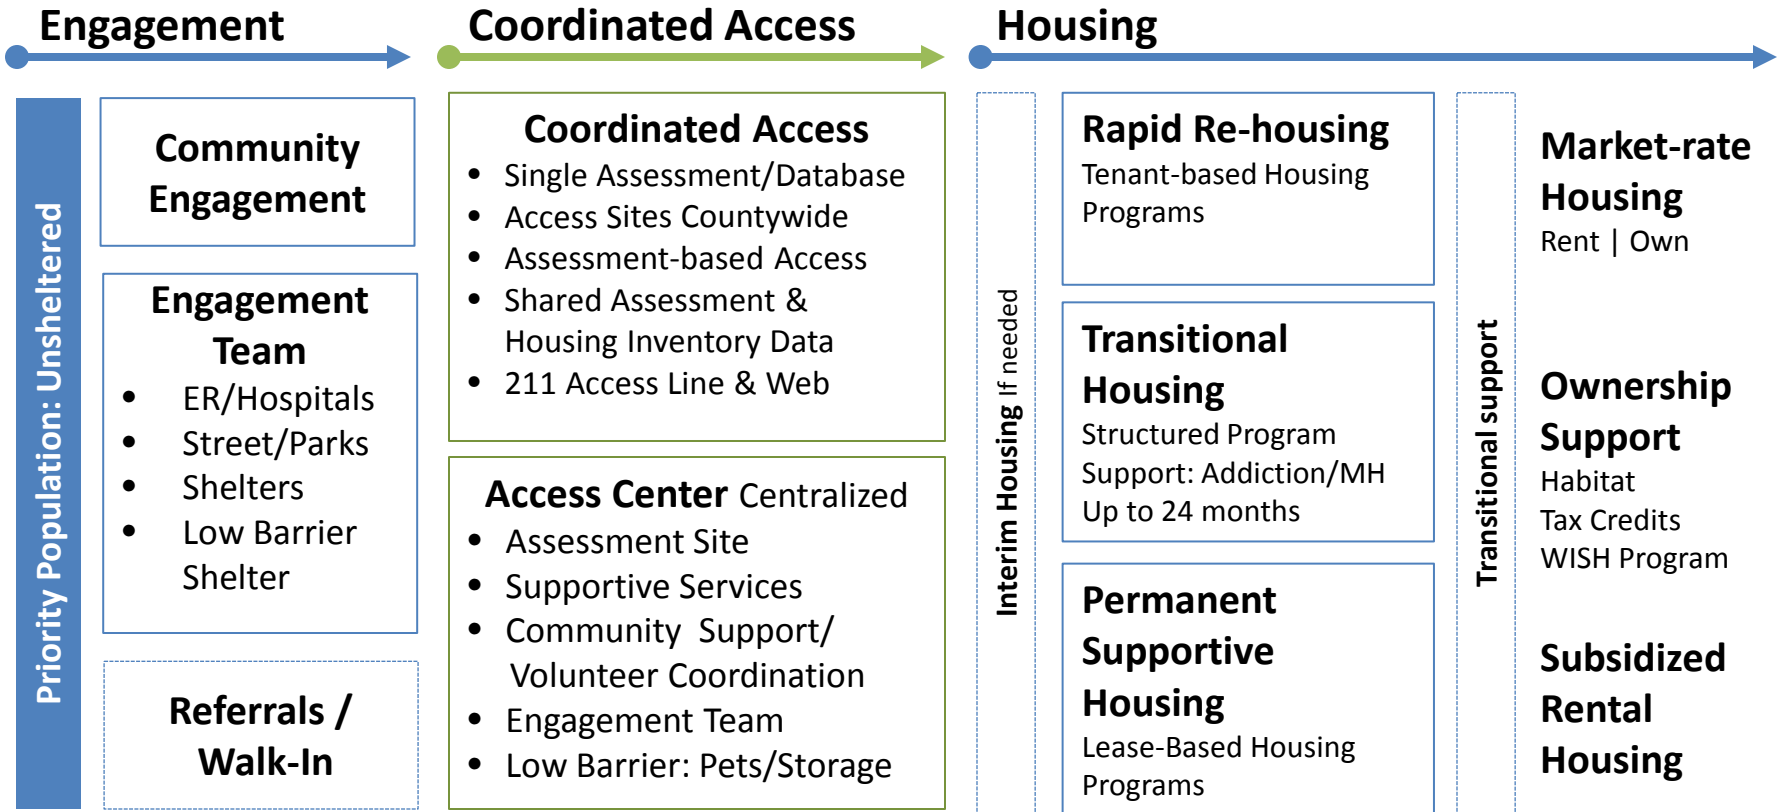 Engagement
Coordinated Access
Housing
Priority Population: Unsheltered
Community
Engagement
Engagement
Team
• ER/Hospitals
• Street/Parks
• Shelters
• Low Barrier
Shelter
Referrals /
Walk-In
Coordinated Access
• Single Assessment/Database
• Access Sites Countywide
• Assessment-based Access
• Shared Assessment &
Housing Inventory Data
• 211 Access Line & Web
Access Center Centralized
• Assessment Site
• Supportive Services
• Community Support/
Volunteer Coordination
• Engagement Team
• Low Barrier: Pets/Storage
Interim Housing If needed
Rapid Re-housing
Tenant-based Housing
Programs
Transitional
Housing
Structured Program
Support: Addiction/MH
Up to 24 months
Permanent
Supportive
Housing
Lease-Based Housing
Programs
Transitional support
Market-rate
Housing
Rent | Own
Ownership
Support
Habitat
Tax Credits
WISH Program
Subsidized
Rental
Housing